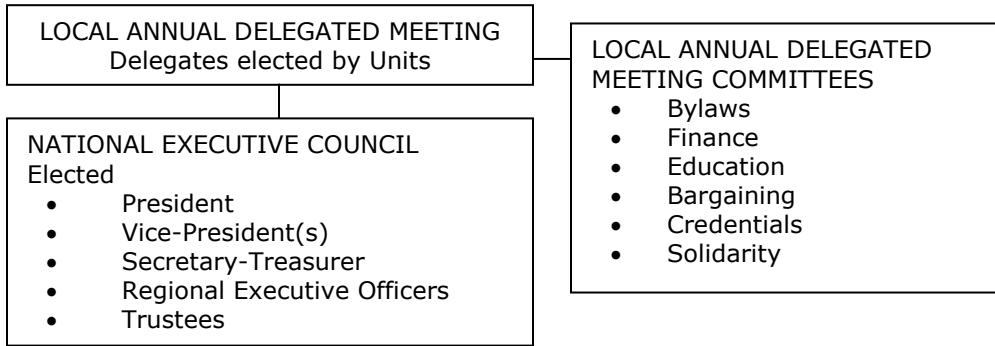 LOCAL ANNUAL DELEGATED MEETING
Delegates elected by Units
LOCAL ANNUAL DELEGATED
MEETING COMMITTEES
• Bylaws
• Finance
• Education
• Bargaining
• Credentials
• Solidarity
NATIONAL EXECUTIVE COUNCIL
Elected
• President
• Vice-President(s)
• Secretary-Treasurer
• Regional Executive Officers
• Trustees